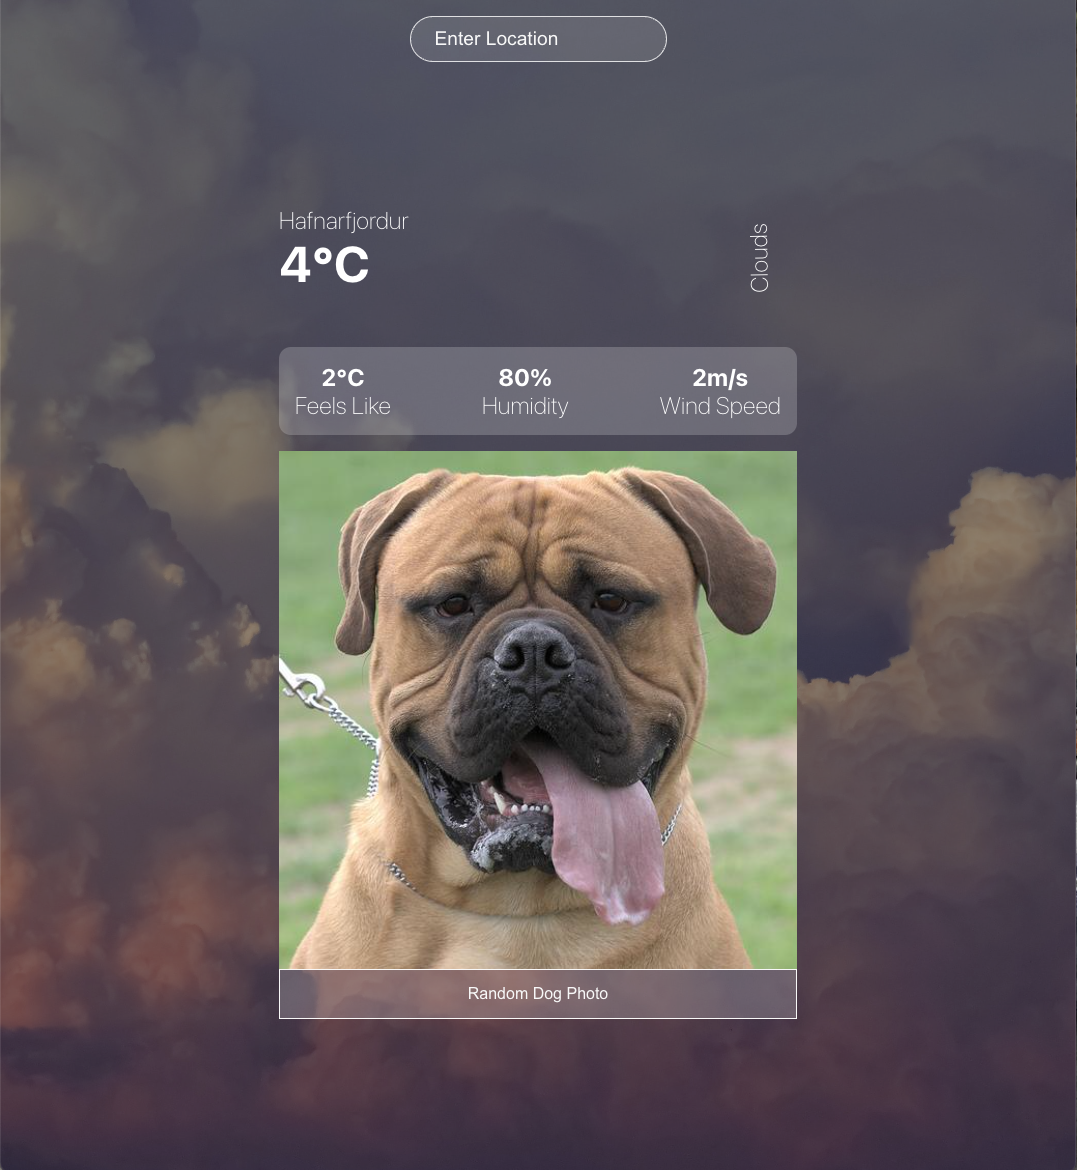 Enter Location
Hafnarfjordur
4°C
Clouds
2°C
Feels Like
80%
Humidity
2m/s
Wind Speed
Random Dog Photo